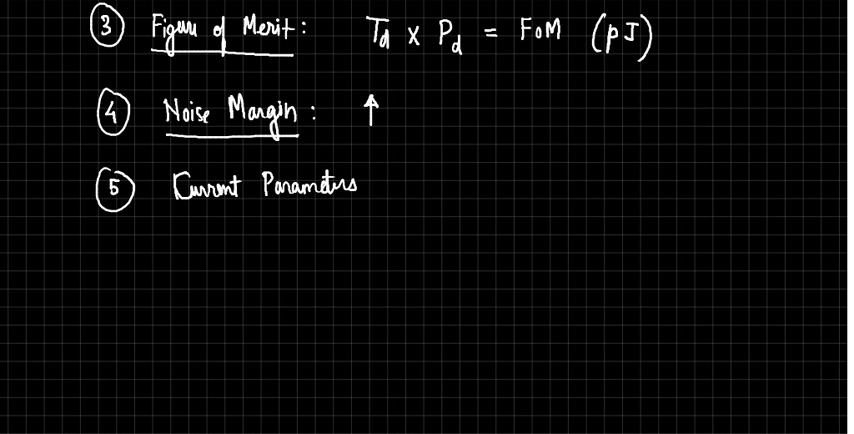 ③ Figure of Merit : Td × Pd = FoM (pJ)
④ Noise Margin : ↑
⑤ Current Parameters